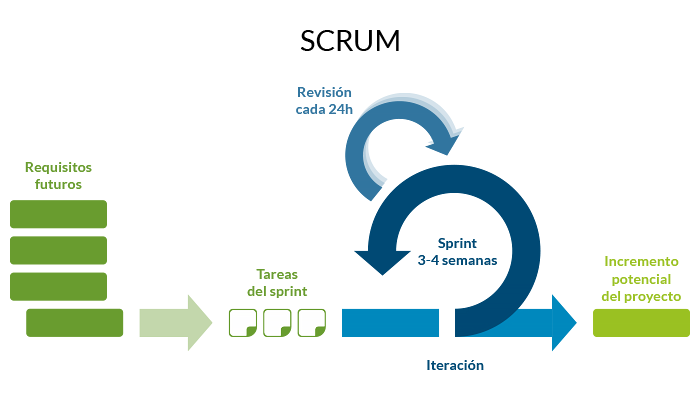 SCRUM
Revisión
cada 24h
Requisitos
futuros
Sprint
3-4 semanas
Tareas
del sprint
Incremento
potencial
del proyecto
Iteración